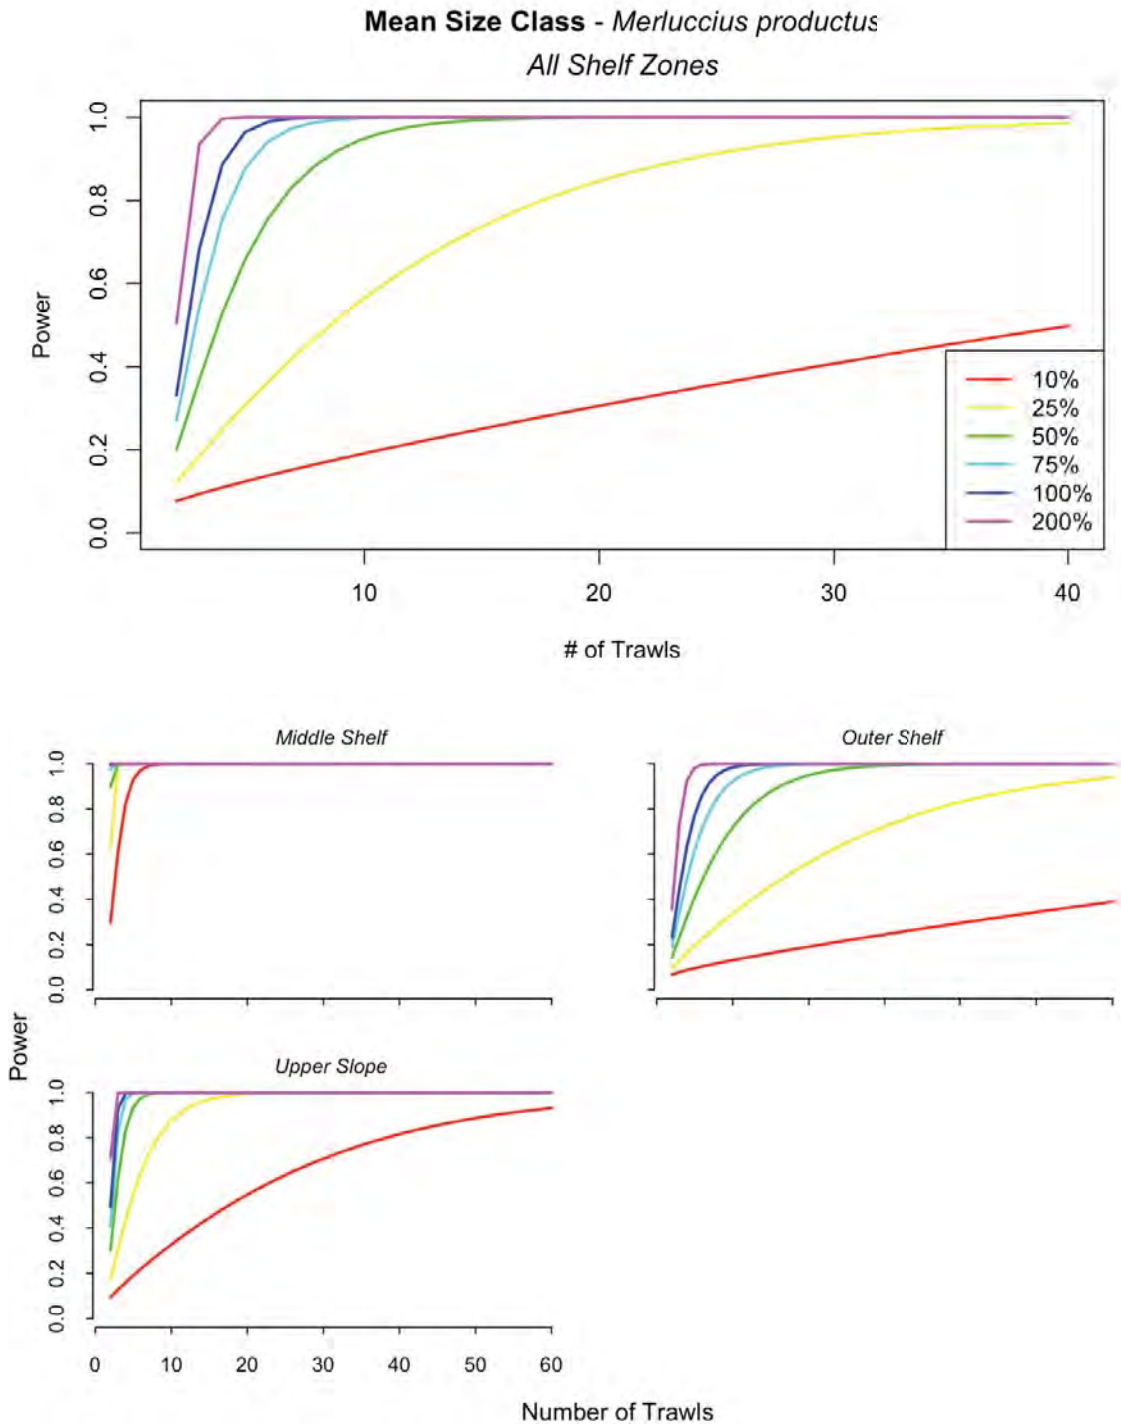 Mean Size Class - Merluccius productus
All Shelf Zones
1.0
0.8
0.6
0.4
0.2
0.0
Power
10%
25%
50%
75%
100%
200%
10 20 30 40
# of Trawls
Middle Shelf
1.0
0.8
0.6
0.4
0.2
0.0
Outer Shelf
1.0
0.8
0.6
0.4
0.2
0.0
Power
Upper Slope
1.0
0.8
0.6
0.4
0.2
0.0
0 10 20 30 40 50 60
Number of Trawls